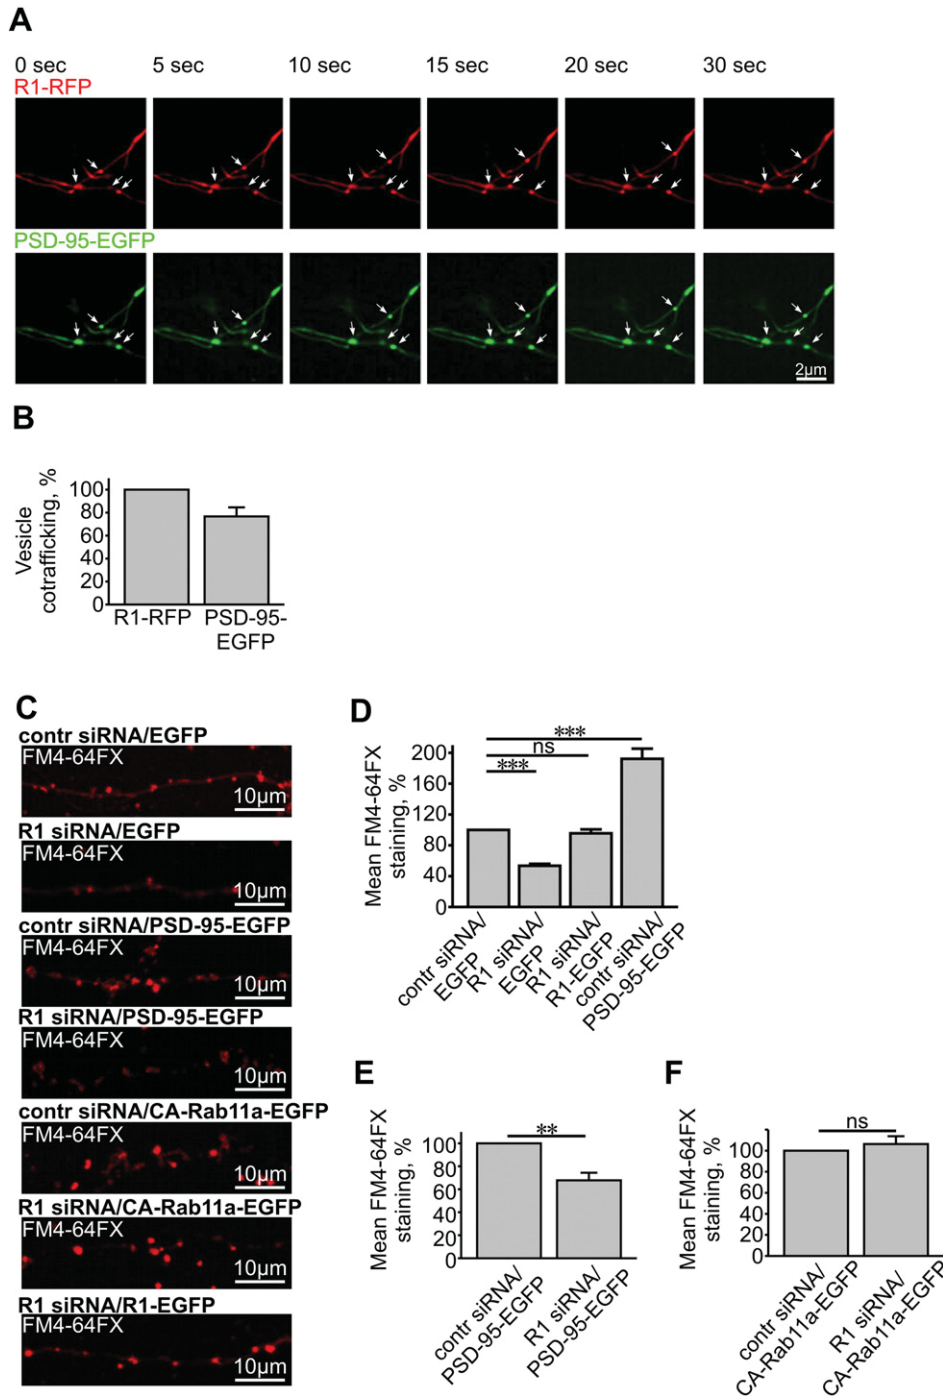 A
0 sec 5 sec 10 sec 15 sec 20 sec 30 sec
R1-RFP
PSD-95-EGFP
2µm
B
Vesicle
cotrafficking, %
100
80
60
40
20
0
R1-RFP PSD-95-
EGFP
C
contr siRNA/EGFP
FM4-64FX
10µm
R1 siRNA/EGFP
FM4-64FX
10µm
contr siRNA/PSD-95-EGFP
FM4-64FX
10µm
R1 siRNA/PSD-95-EGFP
FM4-64FX
10µm
contr siRNA/CA-Rab11a-EGFP
FM4-64FX
10µm
R1 siRNA/CA-Rab11a-EGFP
FM4-64FX
10µm
R1 siRNA/R1-EGFP
FM4-64FX
10µm
D
Mean FM4-64FX
staining, %
200
160
120
80
40
0
***
ns
***
contr siRNA/
EGFP
R1 siRNA/
EGFP
R1 siRNA/
R1-EGFP
contr siRNA/
PSD-95-EGFP
E
Mean FM4-64FX
staining, %
100
80
60
40
20
0
**
contr siRNA/
PSD-95-EGFP
R1 siRNA/
PSD-95-EGFP
F
Mean FM4-64FX
staining, %
100
80
60
40
20
0
ns
contr siRNA/
CA-Rab11a-EGFP
R1 siRNA/
CA-Rab11a-EGFP